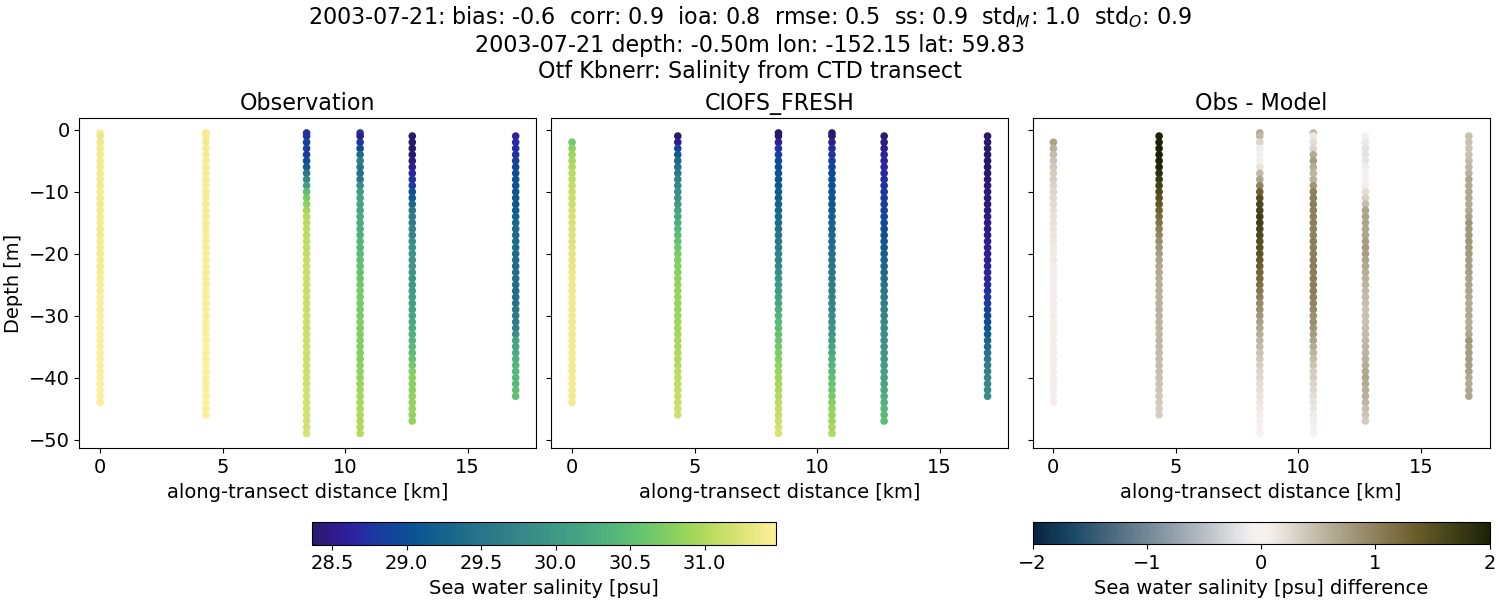 2003-07-21: bias: -0.6 corr: 0.9 ioa: 0.8 rmse: 0.5 ss: 0.9 std_M: 1.0 std_O: 0.9
2003-07-21 depth: -0.50m lon: -152.15 lat: 59.83
Otf Kbnerr: Salinity from CTD transect
Observation
CIOFS_FRESH
Obs - Model
Depth [m]
0
−10
−20
−30
−40
−50
0 5 10 15
0 5 10 15
0 5 10 15
along-transect distance [km]
along-transect distance [km]
along-transect distance [km]
28.5 29.0 29.5 30.0 30.5 31.0
Sea water salinity [psu]
−2 −1 0 1 2
Sea water salinity [psu] difference